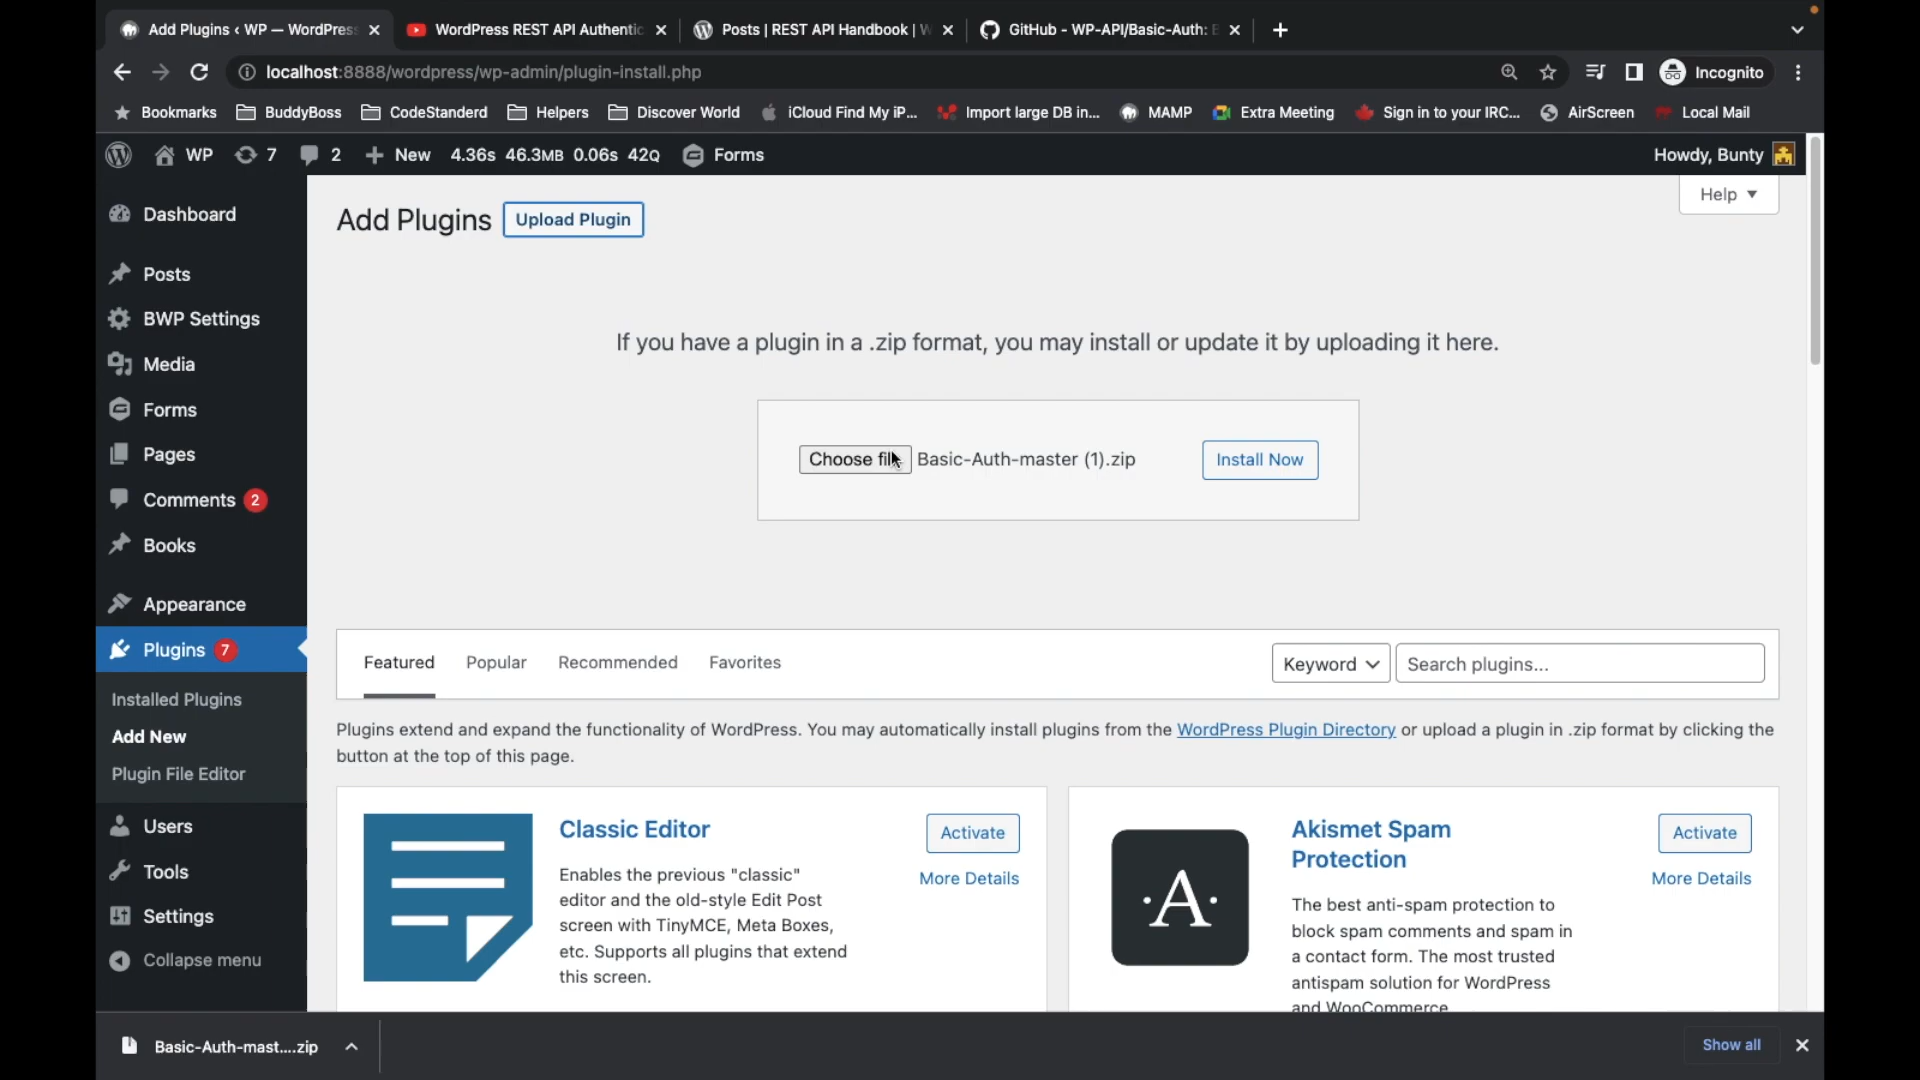 Add Plugins ‹ WP — WordPress
WordPress REST API Authentic
Posts | REST API Handbook | W
GitHub - WP-API/Basic-Auth: B
localhost:8888/wordpress/wp-admin/plugin-install.php
Incognito
Bookmarks
BuddyBoss
CodeStanderd
Helpers
Discover World
iCloud Find My iP...
Import large DB in...
MAMP
Extra Meeting
Sign in to your IRC...
AirScreen
Local Mail
WP
7
2
New
4.36s 46.3MB 0.06s 42Q
Forms
Howdy, Bunty
Help
Dashboard
Posts
BWP Settings
Media
Forms
Pages
Comments 2
Books
Appearance
Plugins 7
Installed Plugins
Add New
Plugin File Editor
Users
Tools
Settings
Collapse menu
Add Plugins
Upload Plugin
If you have a plugin in a .zip format, you may install or update it by uploading it here.
Choose file Basic-Auth-master (1).zip
Install Now
Featured
Popular
Recommended
Favorites
Keyword
Search plugins...
Plugins extend and expand the functionality of WordPress. You may automatically install plugins from the WordPress Plugin Directory or upload a plugin in .zip format by clicking the
button at the top of this page.
Classic Editor
Activate
More Details
Enables the previous "classic"
editor and the old-style Edit Post
screen with TinyMCE, Meta Boxes,
etc. Supports all plugins that extend
this screen.
A
Akismet Spam
Protection
Activate
More Details
The best anti-spam protection to
block spam comments and spam in
a contact form. The most trusted
antispam solution for WordPress
and WooCommerce
Basic-Auth-mast....zip
Show all